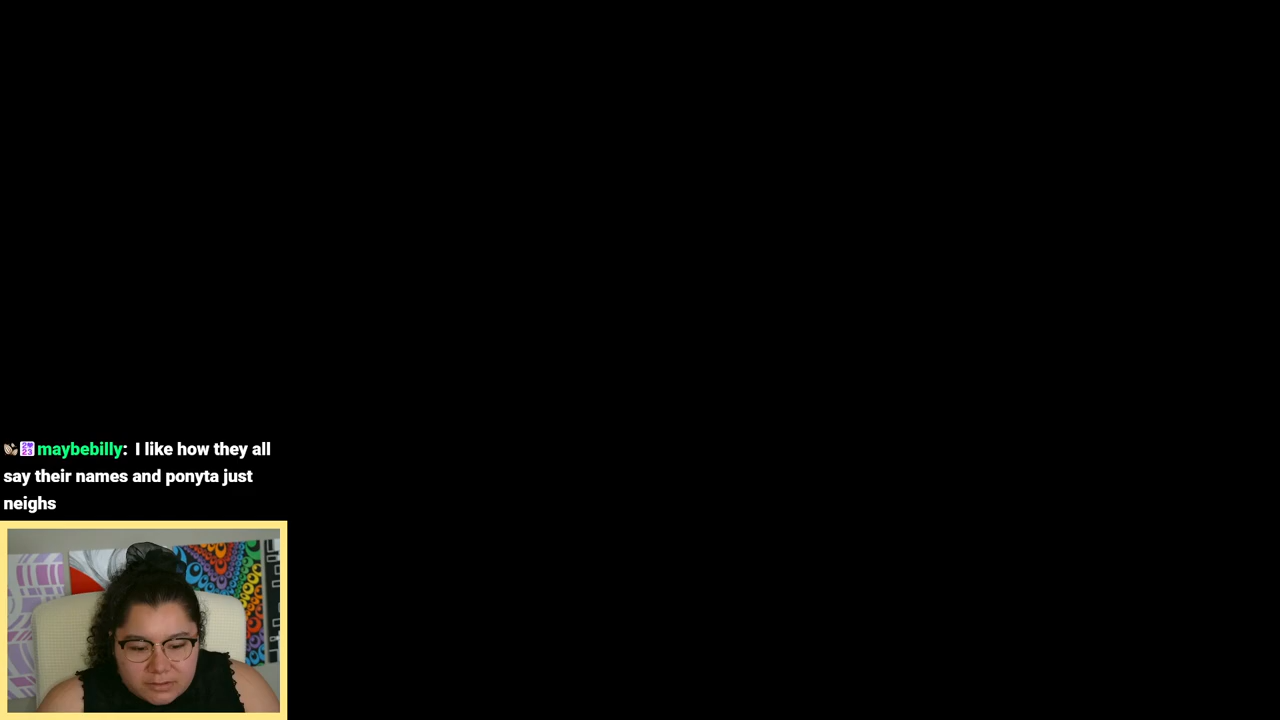 maybebilly: I like how they all
say their names and ponyta just
neighs